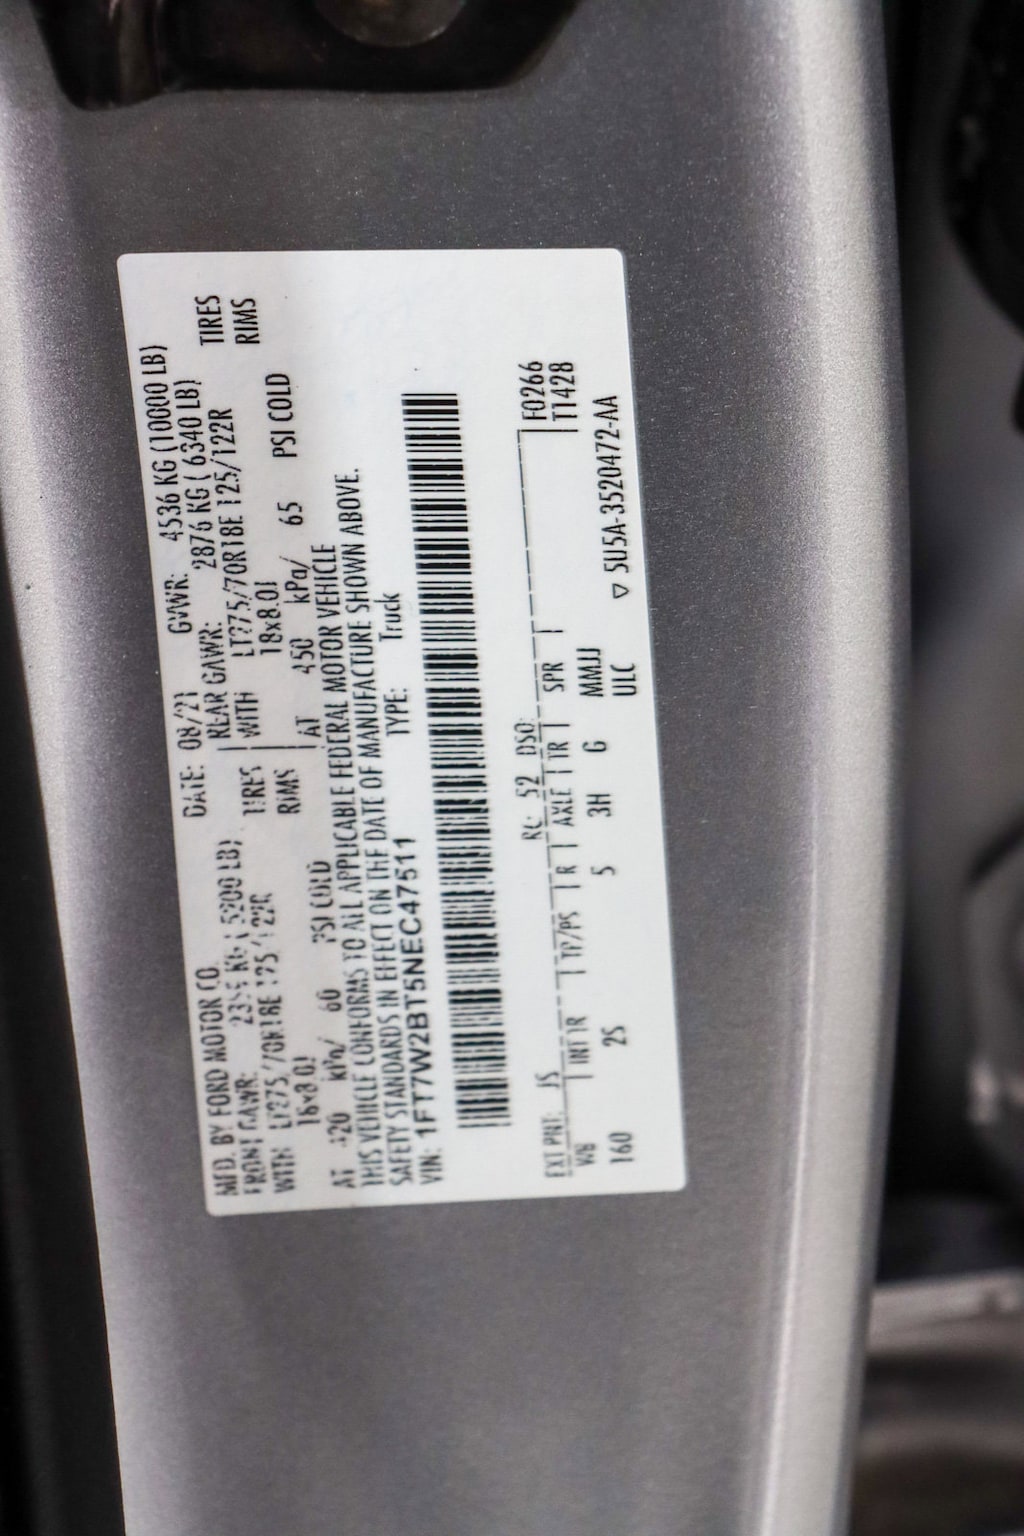 MFD. BY FORD MOTOR CO. DATE: 08/21 GVWR: 4536 KG (10000 LB)
FRONT GAWR: KG ( 5200 LB) REAR GAWR: 2876 KG ( 6340 LB)
WITH LT275/70R18E 125/122R TIRES WITH LT275/70R18E 125/122R TIRES
18x8.0J RIMS 18x8.0J RIMS
AT 420 kPa/ 60 PSI COLD AT 450 kPa/ 65 PSI COLD
THIS VEHICLE CONFORMS TO ALL APPLICABLE FEDERAL MOTOR VEHICLE
SAFETY STANDARDS IN EFFECT ON THE DATE OF MANUFACTURE SHOWN ABOVE.
VIN: 1FT7W2BT5NEC47511 TYPE: Truck
EXT PNT: JS RC: 52 DSO: F0266
WB INT TR TP/PS R AXLE TR SPR T1428
160 2S 5 3H G MMJJ
ULC ▽ 5U5A-3520472-AA